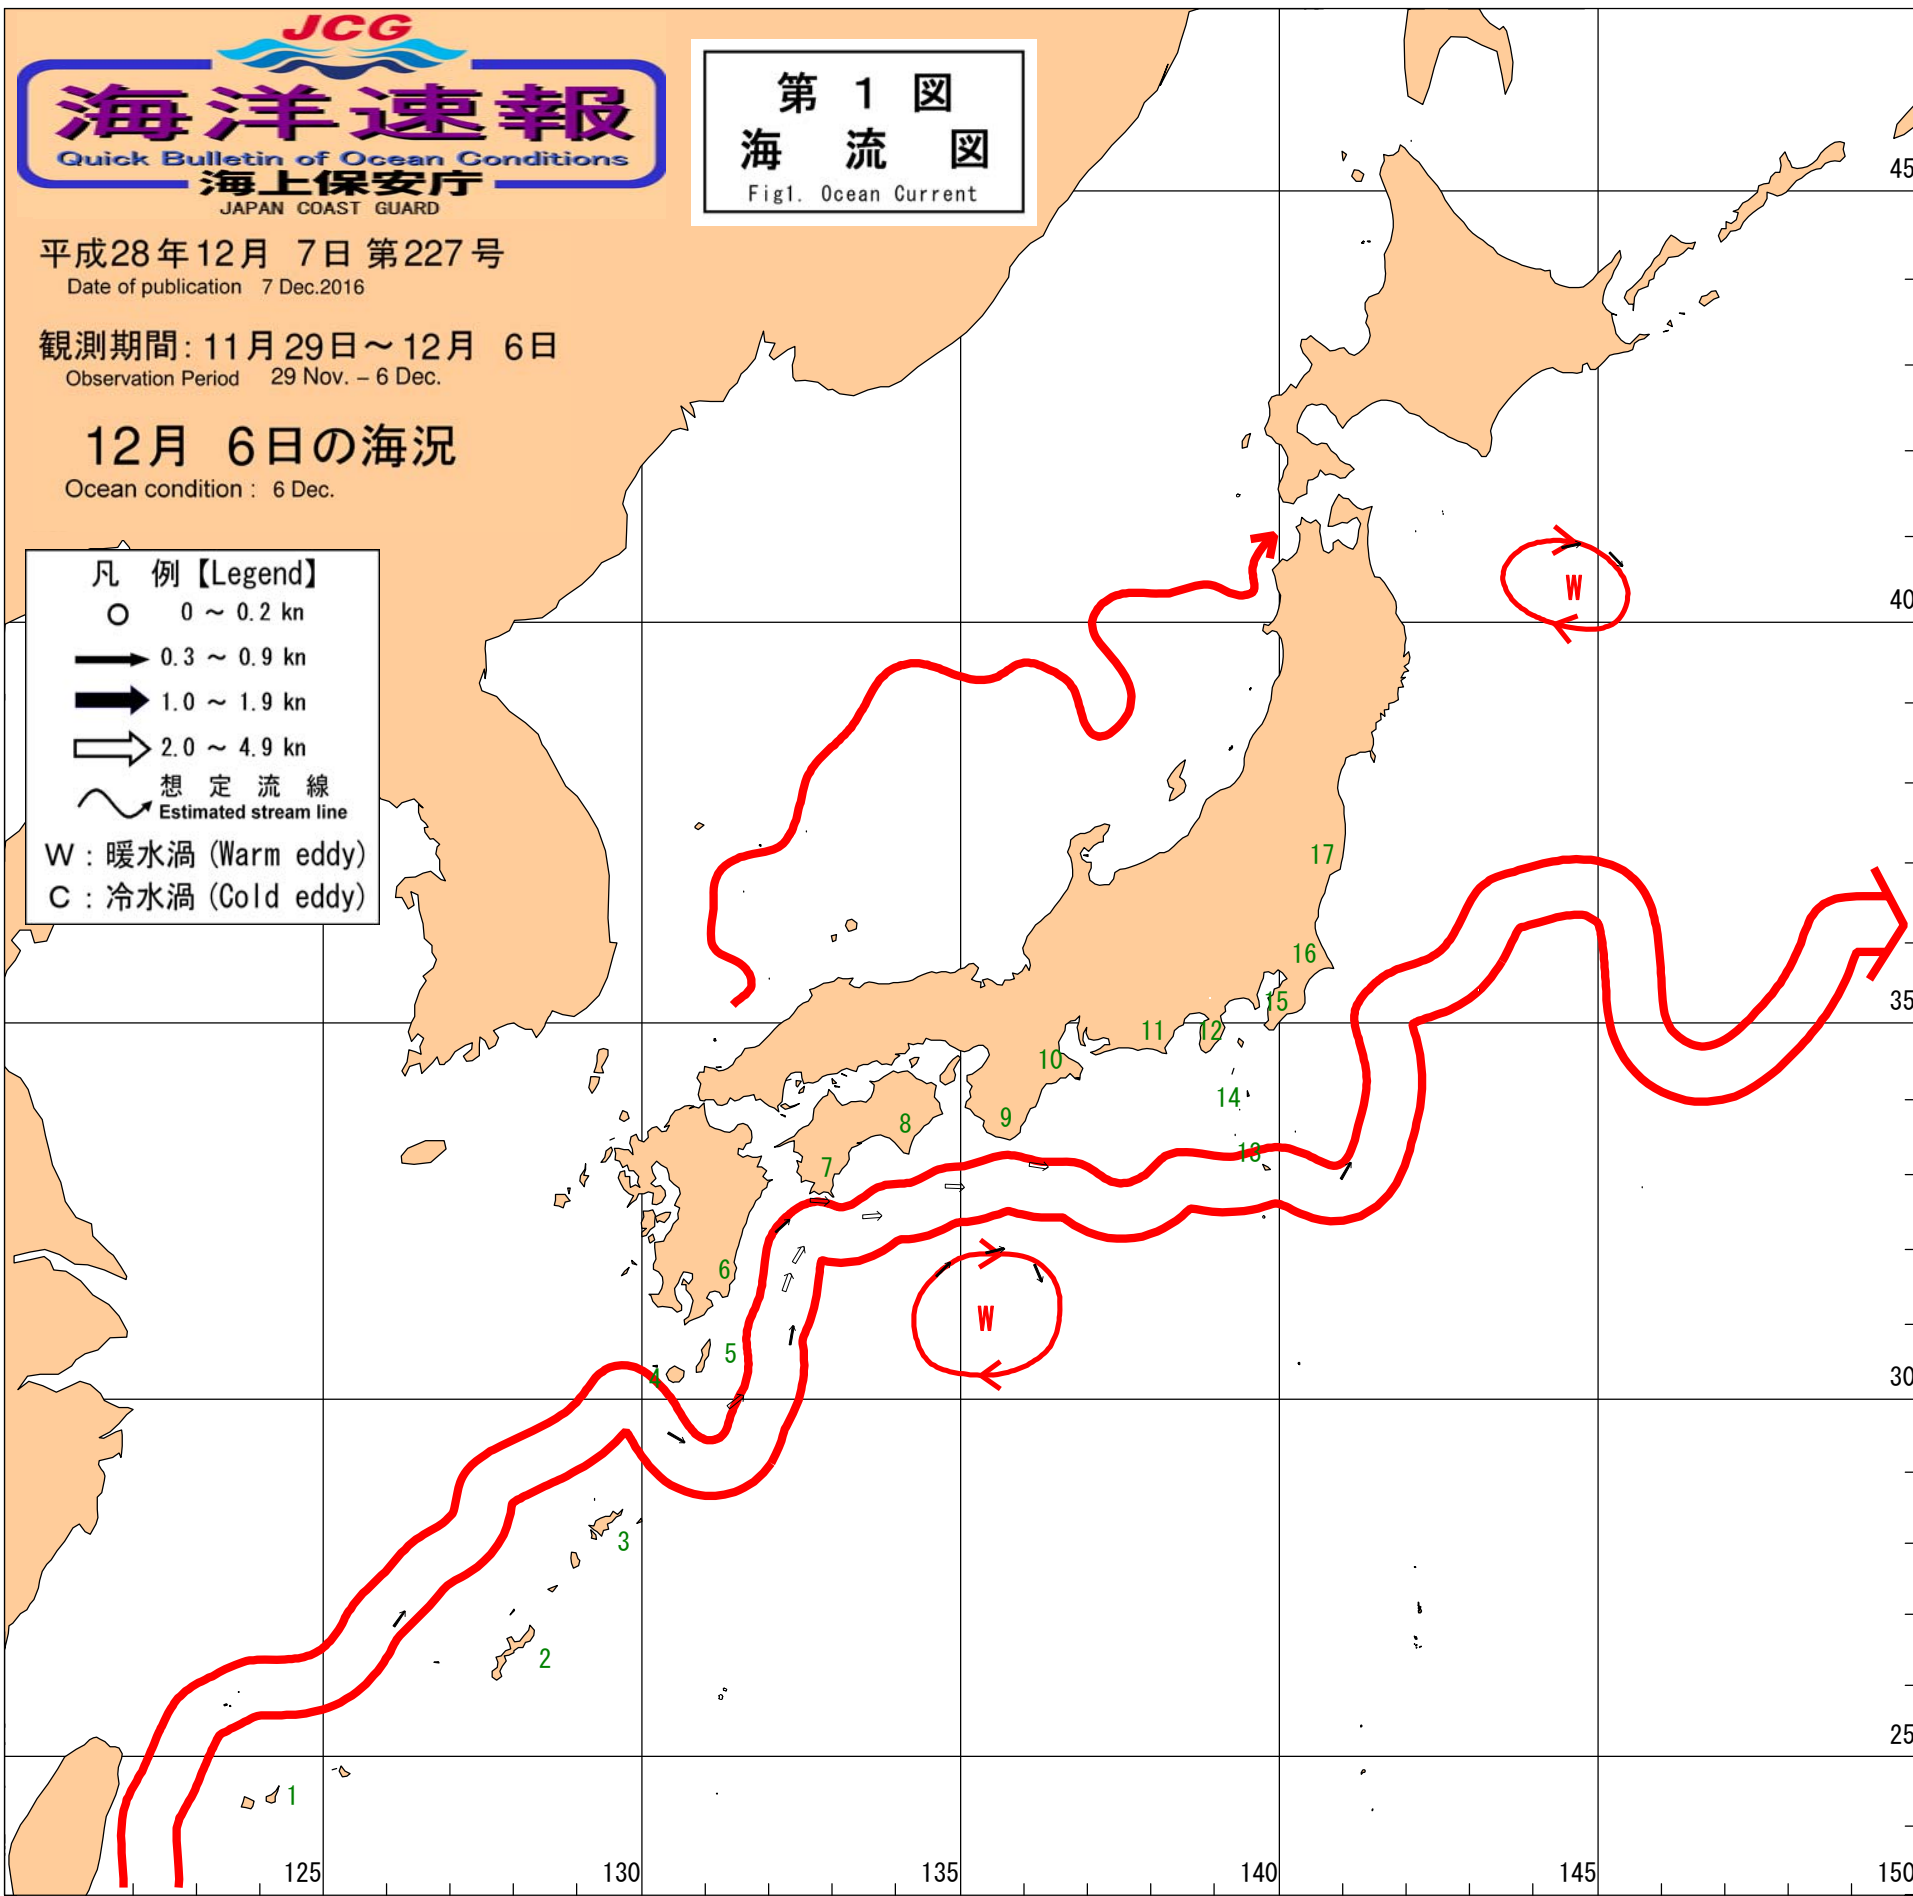 JCG
海洋速報
Quick Bulletin of Ocean Conditions
海上保安庁
JAPAN COAST GUARD
第 1 図
海 流 図
Fig1. Ocean Current
平成28年12月 7日 第227号
Date of publication 7 Dec.2016
観測期間: 11月29日～12月 6日
Observation Period 29 Nov. – 6 Dec.
12月 6日の海況
Ocean condition : 6 Dec.
凡 例【Legend】
0 ～ 0.2 kn
0.3 ～ 0.9 kn
1.0 ～ 1.9 kn
2.0 ～ 4.9 kn
想 定 流 線
Estimated stream line
W : 暖水渦 (Warm eddy)
C : 冷水渦 (Cold eddy)
45
40
35
30
25
W
W
17
16
15
14
13
12
11
10
9
8
7
6
5
4
3
2
1
125
130
135
140
145
150